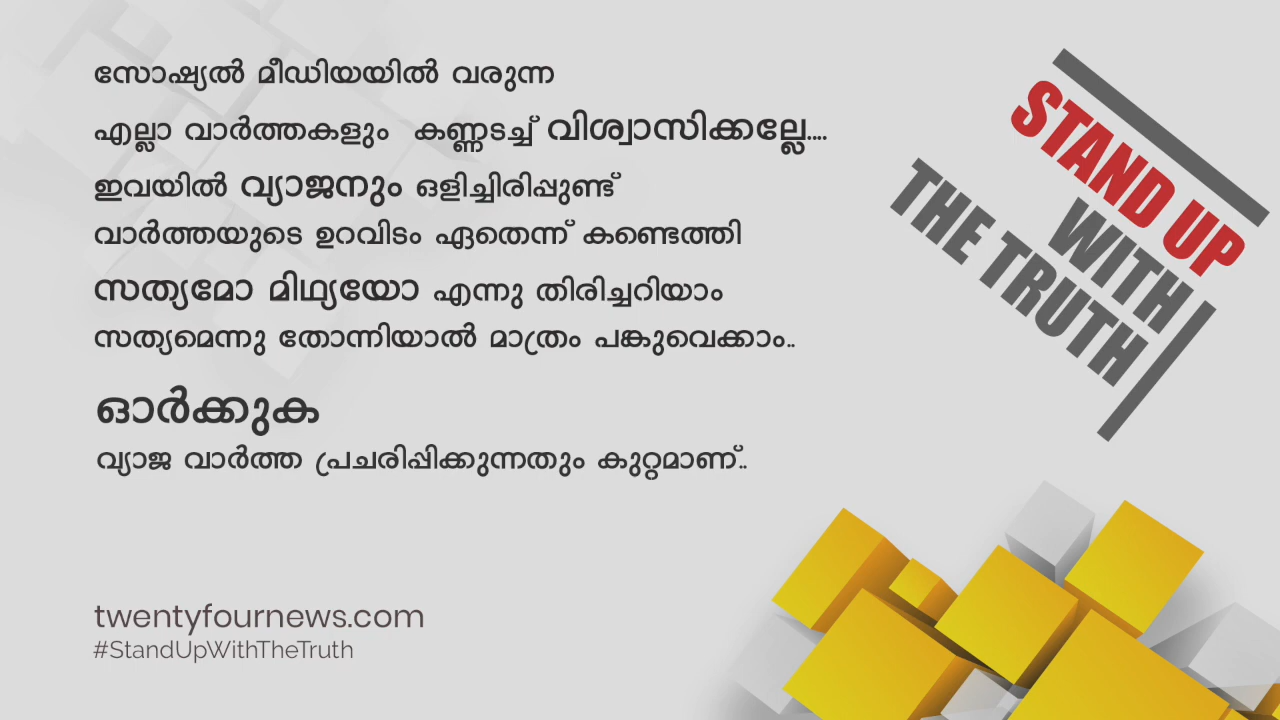 സോഷ്യൽ മീഡിയയിൽ വരുന്ന
എല്ലാ വാർത്തകളും കണ്ണടച്ച് വിശ്വാസിക്കല്ലേ....
ഇവയിൽ വ്യാജനും ഒളിച്ചിരിപ്പുണ്ട്
വാർത്തയുടെ ഉറവിടം ഏതെന്ന് കണ്ടെത്തി
സത്യമോ മിഥ്യയോ എന്നു തിരിച്ചറിയാം
സത്യമെന്നു തോന്നിയാൽ മാത്രം പങ്കുവെക്കാം..
ഓർക്കുക
വ്യാജ വാർത്ത പ്രചരിപ്പിക്കുന്നതും കുറ്റമാണ്..
twentyfournews.com
#StandUpWithTheTruth
STAND UP
WITH
THE TRUTH